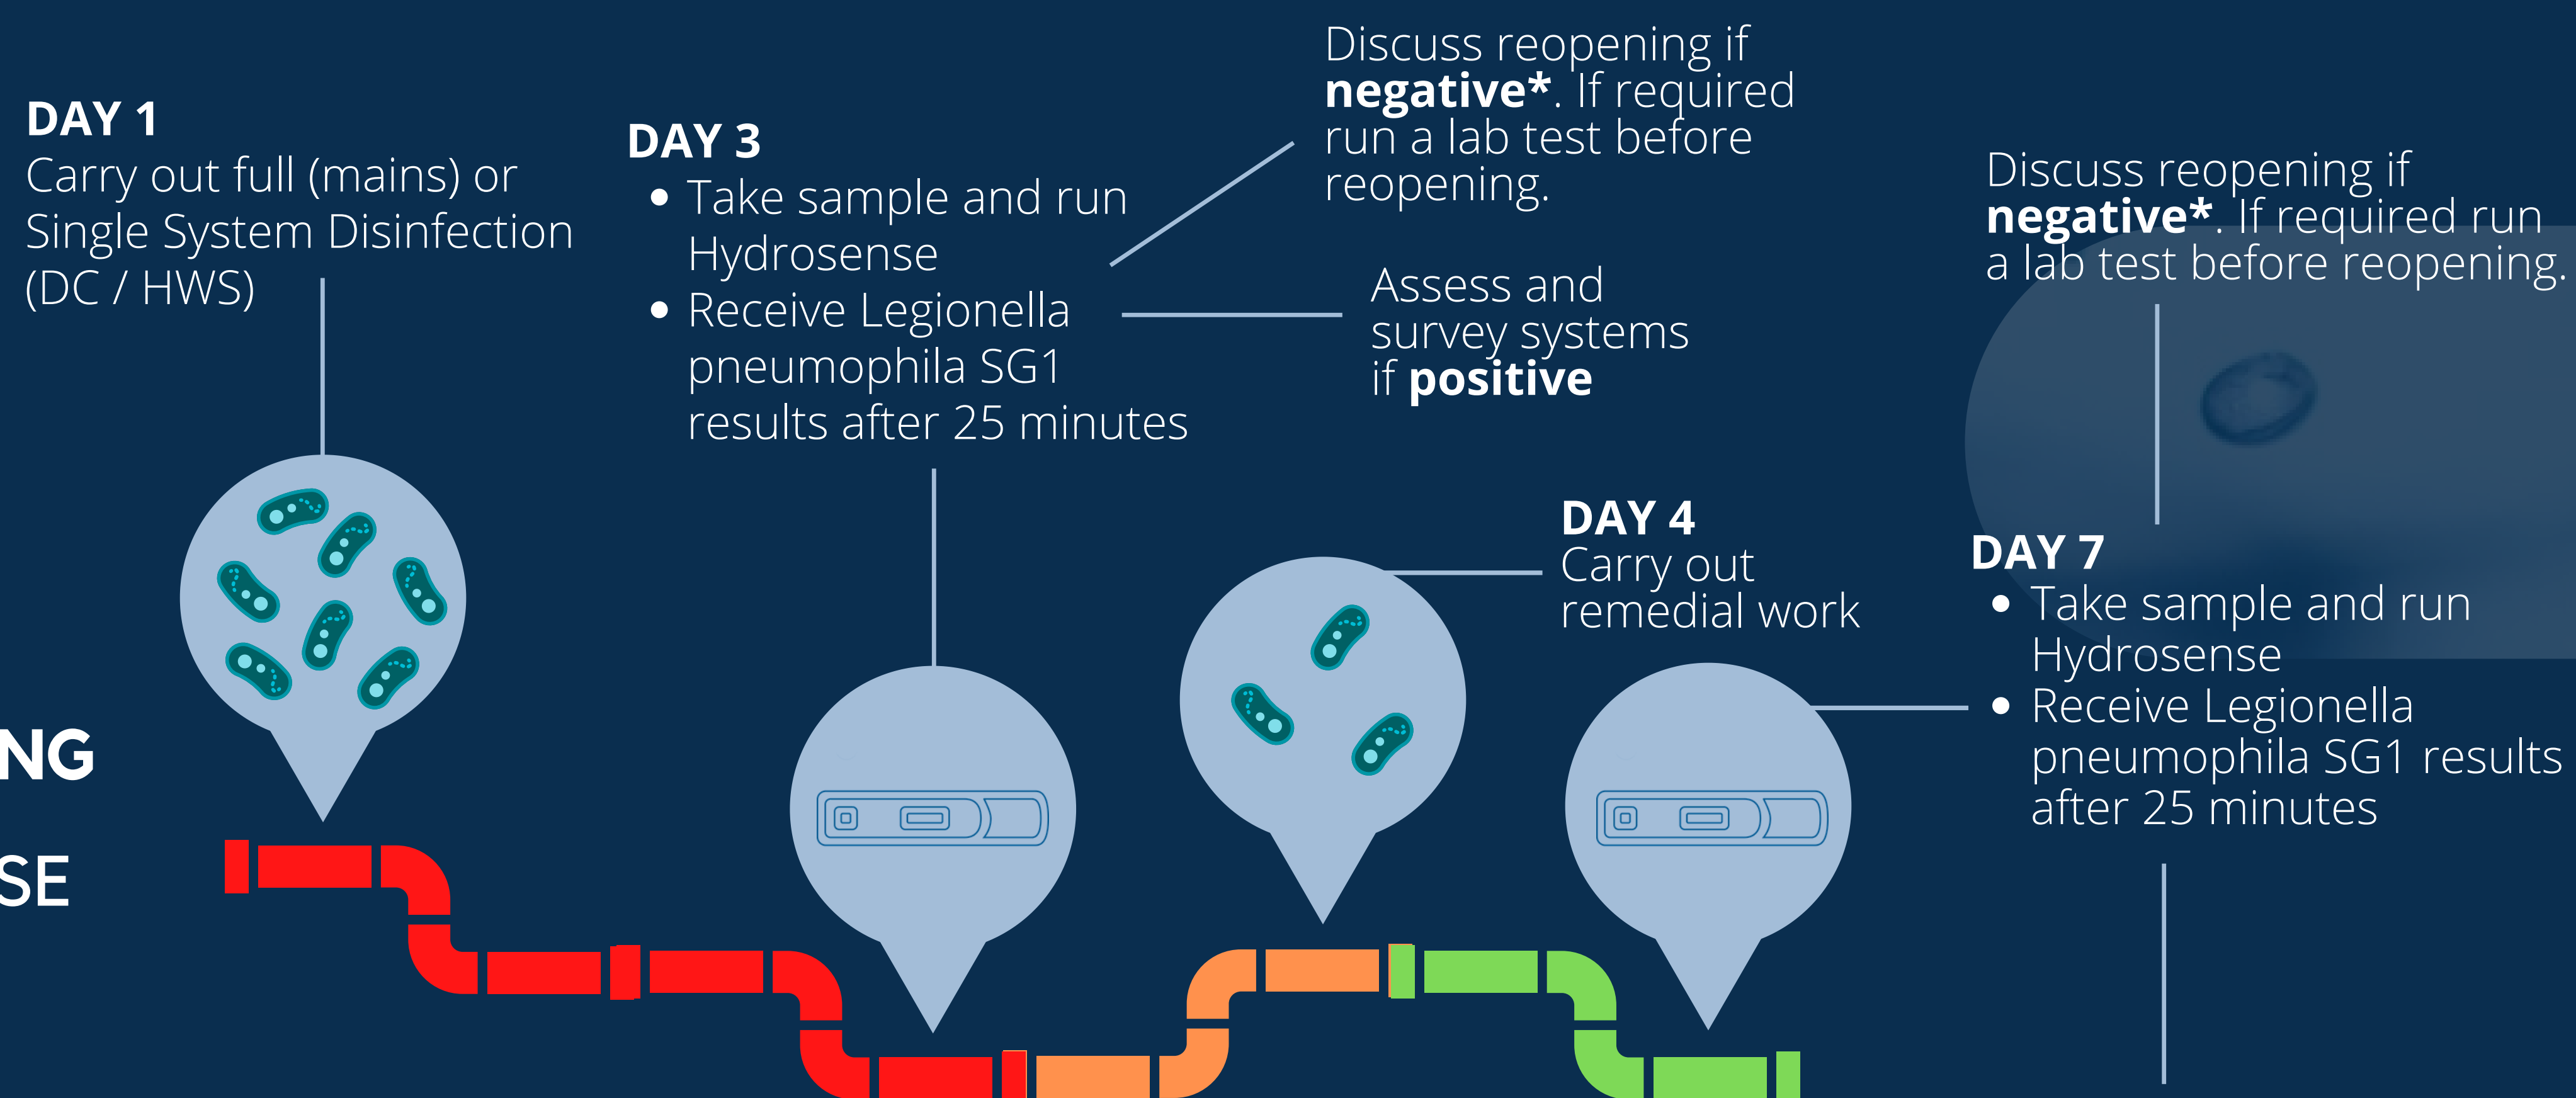 DAY 1
Carry out full (mains) or
Single System Disinfection
(DC / HWS)
DAY 3
• Take sample and run
Hydrosense
• Receive Legionella
pneumophila SG1
results after 25 minutes
Discuss reopening if
negative*. If required
run a lab test before
reopening.
Assess and
survey systems
if positive
DAY 4
Carry out
remedial work
Discuss reopening if
negative*. If required run
a lab test before reopening.
DAY 7
• Take sample and run
Hydrosense
• Receive Legionella
pneumophila SG1 results
after 25 minutes
NG
SE